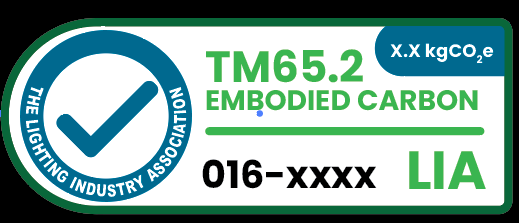 THE LIGHTING INDUSTRY ASSOCIATION
X.X kgCO₂e
TM65.2
EMBODIED CARBON
016-xxxx
LIA